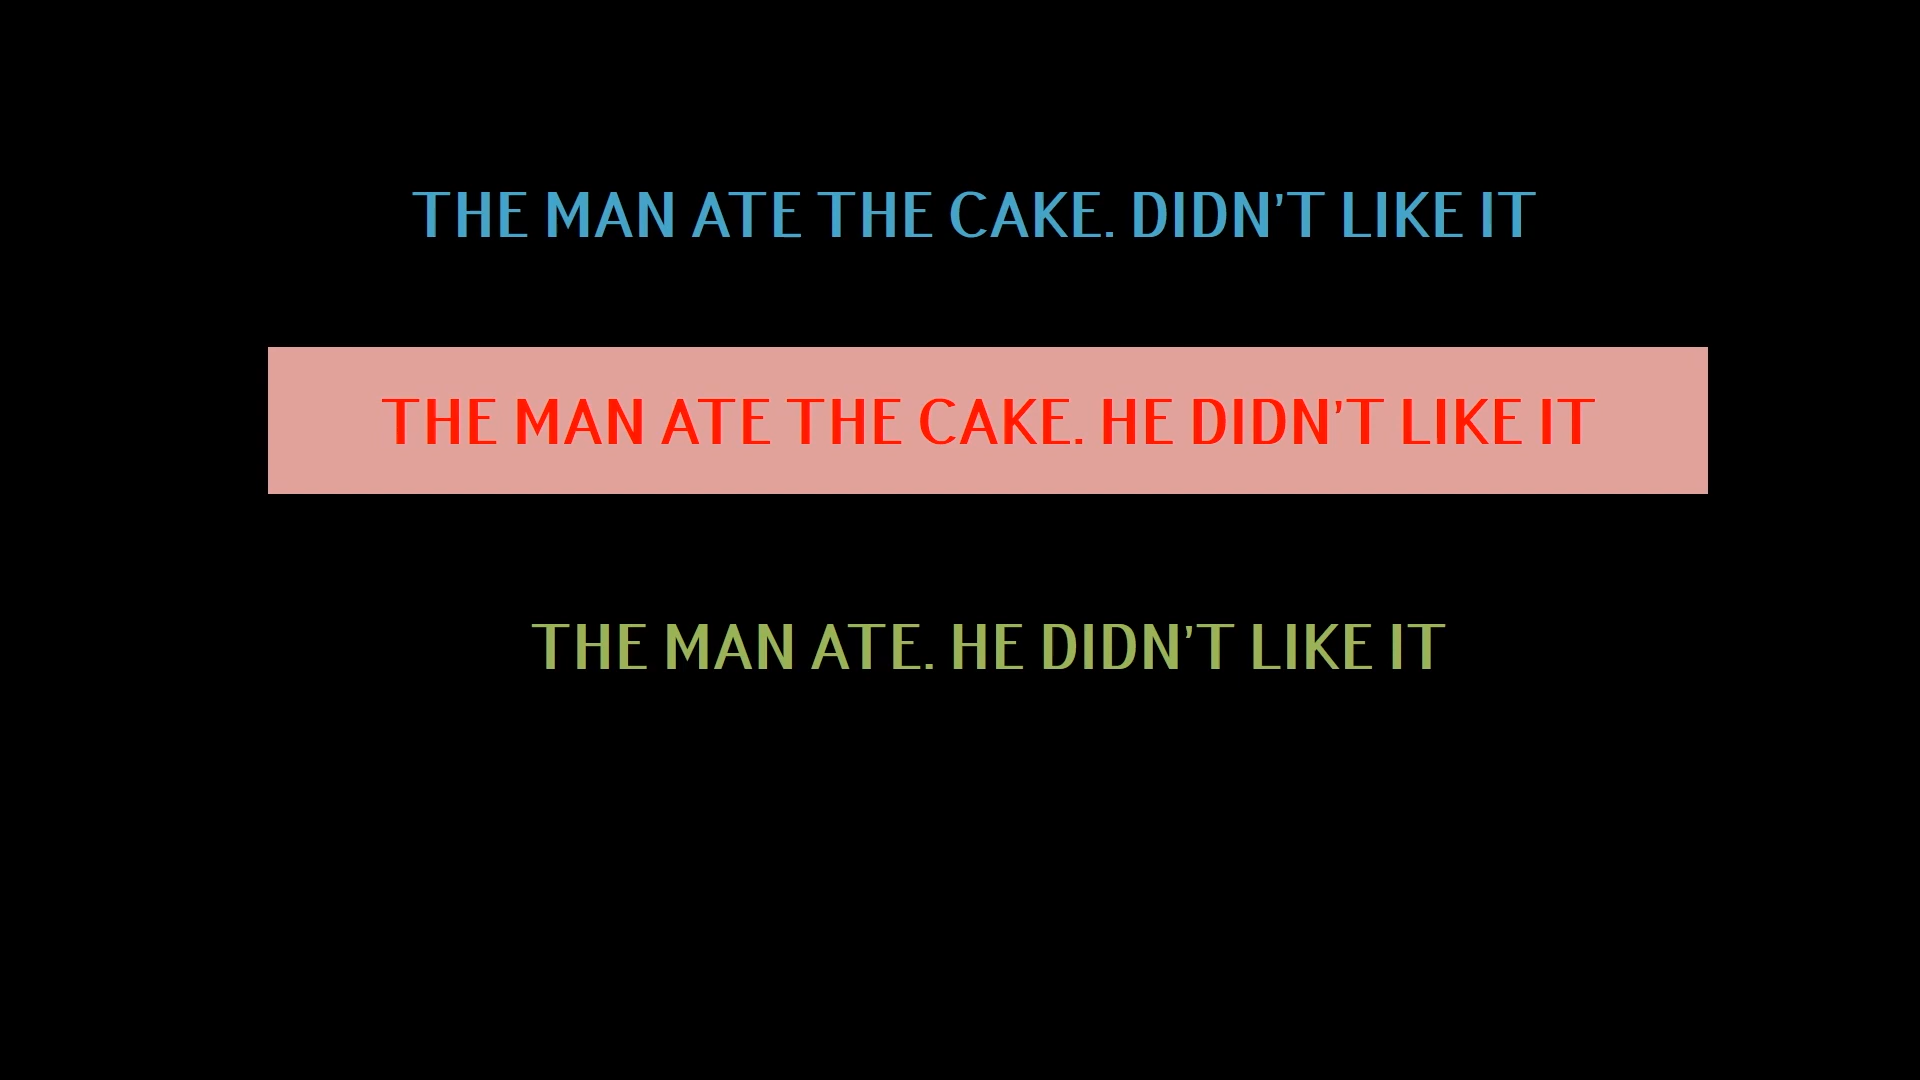 THE MAN ATE THE CAKE. DIDN’T LIKE IT
THE MAN ATE THE CAKE. HE DIDN’T LIKE IT
THE MAN ATE. HE DIDN’T LIKE IT